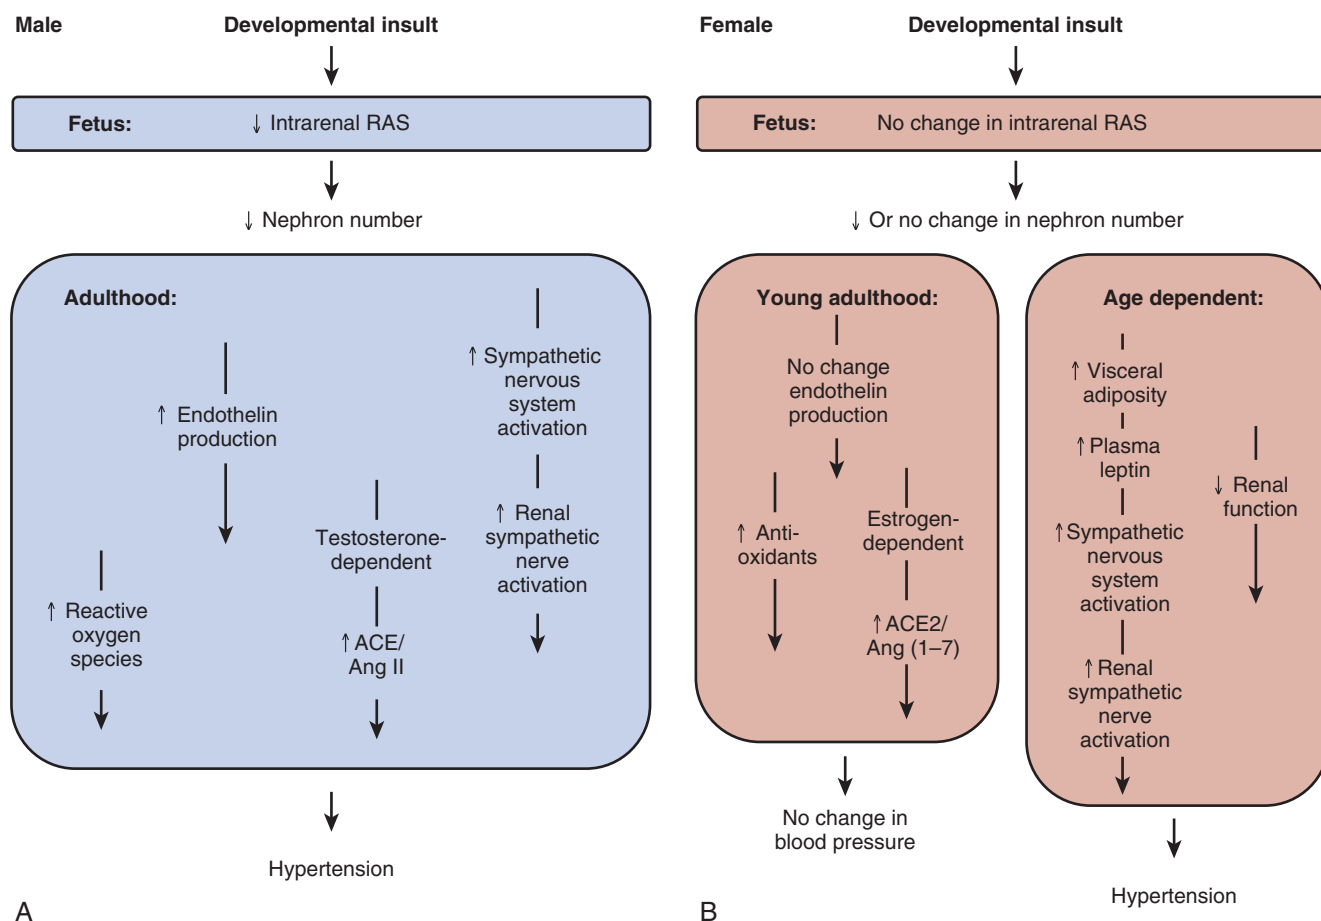 Male
Developmental insult
Fetus: ↓ Intrarenal RAS
↓ Nephron number
Adulthood:
↑ Reactive
oxygen
species
↑ Endothelin
production
Testosterone-
dependent
↑ ACE/
Ang II
↑ Sympathetic
nervous
system
activation
↑ Renal
sympathetic
nerve
activation
Hypertension
A
Female
Developmental insult
Fetus: No change in intrarenal RAS
↓ Or no change in nephron number
Young adulthood:
No change
endothelin
production
↑ Anti-
oxidants
Estrogen-
dependent
↑ ACE2/
Ang (1–7)
No change in
blood pressure
Age dependent:
↑ Visceral
adiposity
↑ Plasma
leptin
↑ Sympathetic
nervous
system
activation
↑ Renal
sympathetic
nerve
activation
↓ Renal
function
Hypertension
B